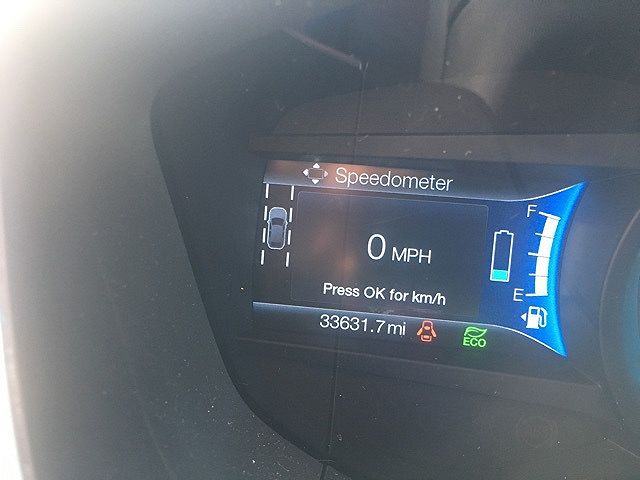 Speedometer
F
0 MPH
Press OK for km/h
E
33631.7 mi
ECO